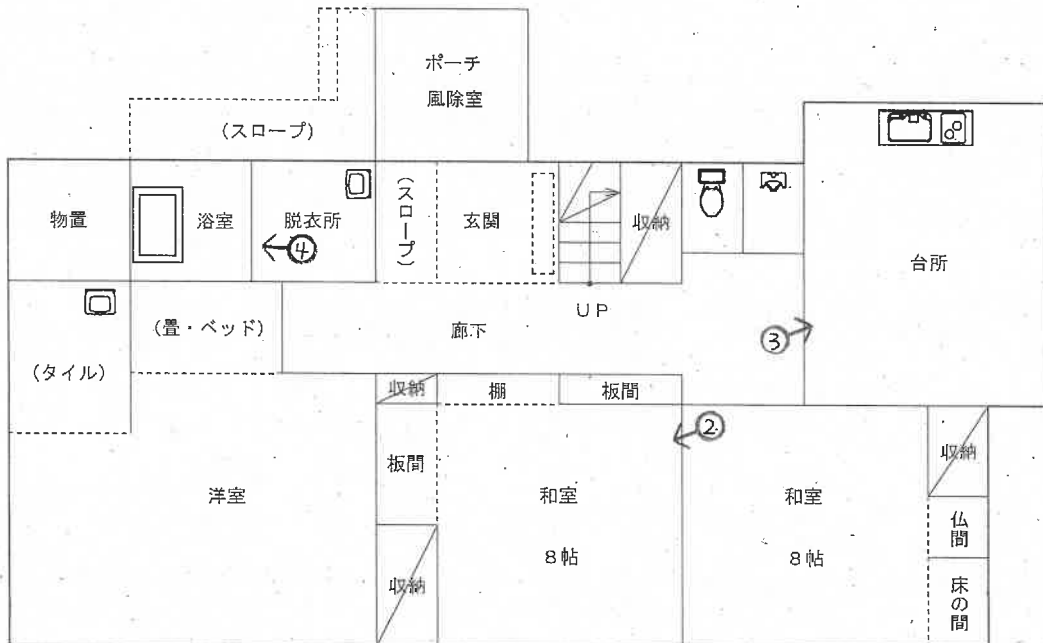 ポーチ
風除室
(スロープ)
物置
浴室
脱衣所
(スロープ)
玄関
収納
台所
④
UP
(畳・ベッド)
廊下
③
(タイル)
収納
棚
板間
②
板間
収納
洋室
和室
8帖
和室
8帖
仏間
収納
床の間